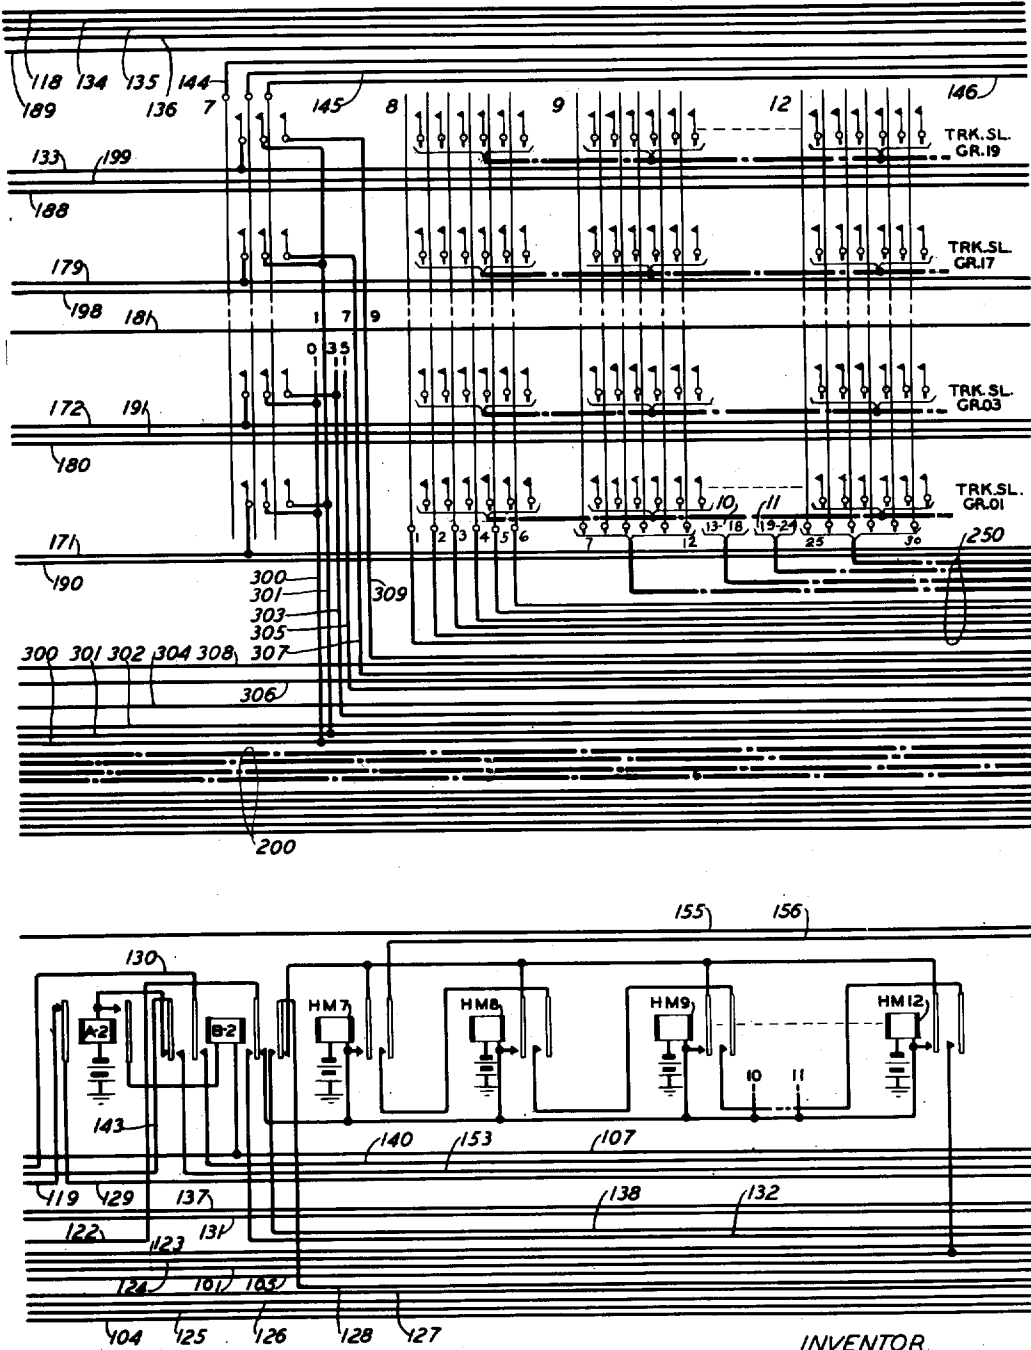 118 134 135 144
189 136 7 145 8 9 12 146
TRK.SL.
GR.19
133 199
188
TRK.SL.
GR.17
179
198
181 1 7 9
0 3 5
TRK.SL.
GR.03
172 191
180
TRK.SL.
GR.01
10 11
13-18 19-24
1 2 3 4 5 6 7 12 25 30
171 250
190
300
301 309
303
305
307
300 301 302 304 308
306
200
155 156
130
HM7 HM8 HM9 HM12
A-2 B-2
10 11
143
140 153 107
119 129 137 138 132
122 131
123
124 101 103
104 125 126 128 127
INVENTOR